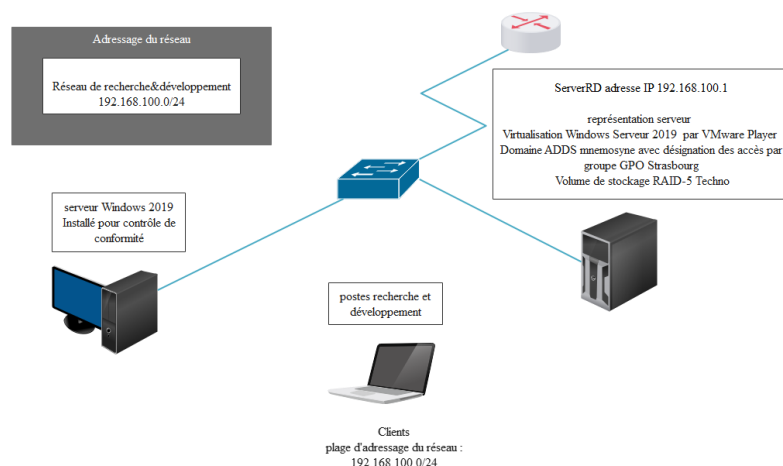 Adressage du réseau
Réseau de recherche&développement
192.168.100.0/24
ServerRD adresse IP 192.168.100.1
représentation serveur
Virtualisation Windows Serveur 2019 par VMware Player
Domaine ADDS mnemosyne avec désignation des accès par
groupe GPO Strasbourg
Volume de stockage RAID-5 Techno
serveur Windows 2019
Installé pour contrôle de
conformité
postes recherche et
développement
Clients
plage d'adressage du réseau :
192.168.100.0/24